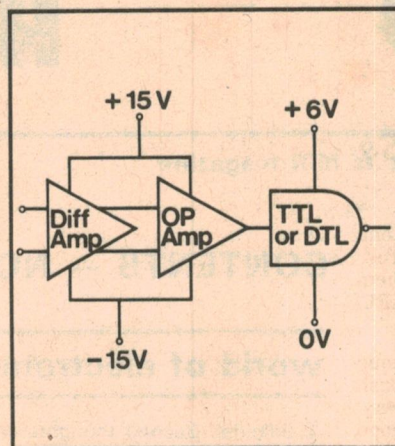 +15V
+6V
Diff
Amp
OP
Amp
TTL
or DTL
-15V
0V